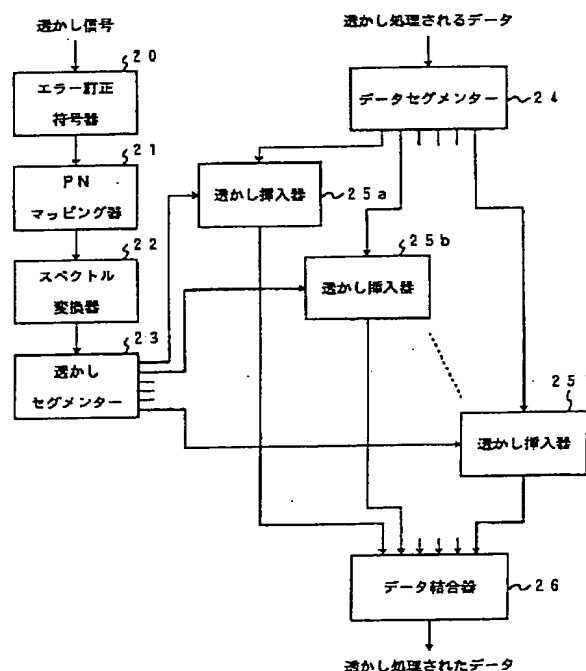 透かし信号
20
エラー訂正
符号器
21
PN
マッピング器
22
スペクトル
変換器
23
透かし
セグメンター
透かし処理されるデータ
データセグメンター
24
透かし挿入器
25a
25b
透かし挿入器
25
透かし挿入器
データ結合器
26
透かし処理されたデータ